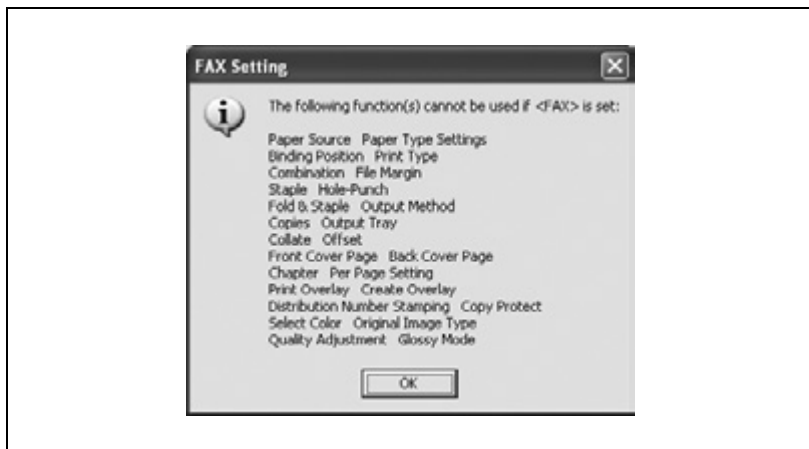 FAX Setting
The following function(s) cannot be used if <FAX> is set:
Paper Source Paper Type Settings
Binding Position Print Type
Combination File Margin
Staple Hole-Punch
Fold & Staple Output Method
Copies Output Tray
Collate Offset
Front Cover Page Back Cover Page
Chapter Per Page Setting
Print Overlay Create Overlay
Distribution Number Stamping Copy Protect
Select Color Original Image Type
Quality Adjustment Glossy Mode
OK